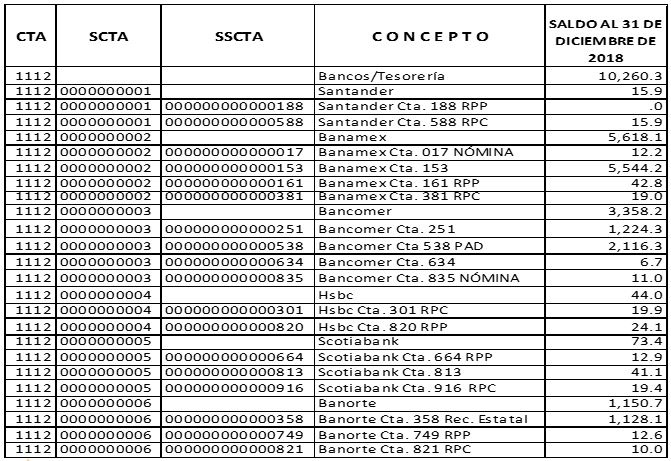 CTA SCTA SSCTA C O N C E P T O SALDO AL 31 DE DICIEMBRE DE 2018
1112 Bancos/Tesorería 10,260.3
1112 0000000001 Santander 15.9
1112 0000000001 000000000000188 Santander Cta. 188 RPP .0
1112 0000000001 000000000000588 Santander Cta. 588 RPC 15.9
1112 0000000002 Banamex 5,618.1
1112 0000000002 000000000000017 Banamex Cta. 017 NÓMINA 12.2
1112 0000000002 000000000000153 Banamex Cta. 153 5,544.2
1112 0000000002 000000000000161 Banamex Cta. 161 RPP 42.8
1112 0000000002 000000000000381 Banamex Cta. 381 RPC 19.0
1112 0000000003 Bancomer 3,358.2
1112 0000000003 000000000000251 Bancomer Cta. 251 1,224.3
1112 0000000003 000000000000538 Bancomer Cta 538 PAD 2,116.3
1112 0000000003 000000000000634 Bancomer Cta. 634 6.7
1112 0000000003 000000000000835 Bancomer Cta. 835 NÓMINA 11.0
1112 0000000004 Hsbc 44.0
1112 0000000004 000000000000301 Hsbc Cta. 301 RPC 19.9
1112 0000000004 000000000000820 Hsbc Cta. 820 RPP 24.1
1112 0000000005 Scotiabank 73.4
1112 0000000005 000000000000664 Scotiabank Cta. 664 RPP 12.9
1112 0000000005 000000000000813 Scotiabank Cta. 813 41.1
1112 0000000005 000000000000916 Scotiabank Cta. 916 RPC 19.4
1112 0000000006 Banorte 1,150.7
1112 0000000006 000000000000358 Banorte Cta. 358 Rec. Estatal 1,128.1
1112 0000000006 000000000000749 Banorte Cta. 749 RPP 12.6
1112 0000000006 000000000000821 Banorte Cta. 821 RPC 10.0